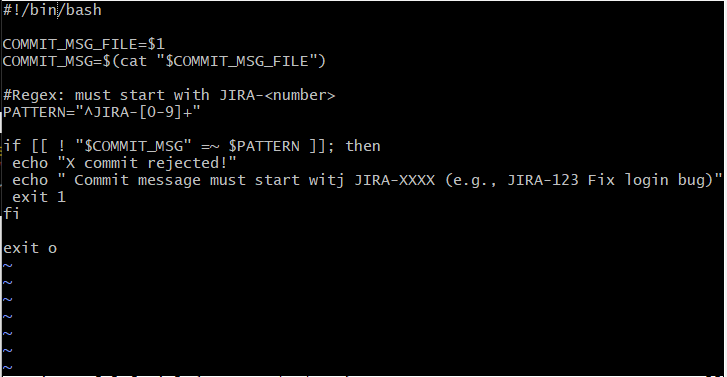 #!/bin/bash
COMMIT_MSG_FILE=$1
COMMIT_MSG=$(cat "$COMMIT_MSG_FILE")
#Regex: must start with JIRA-<number>
PATTERN="^JIRA-[0-9]+"
if [[ ! "$COMMIT_MSG" =~ $PATTERN ]]; then
 echo "X commit rejected!"
 echo " Commit message must start witj JIRA-XXXX (e.g., JIRA-123 Fix login bug)"
 exit 1
fi
exit o
~
~
~
~
~
~
~